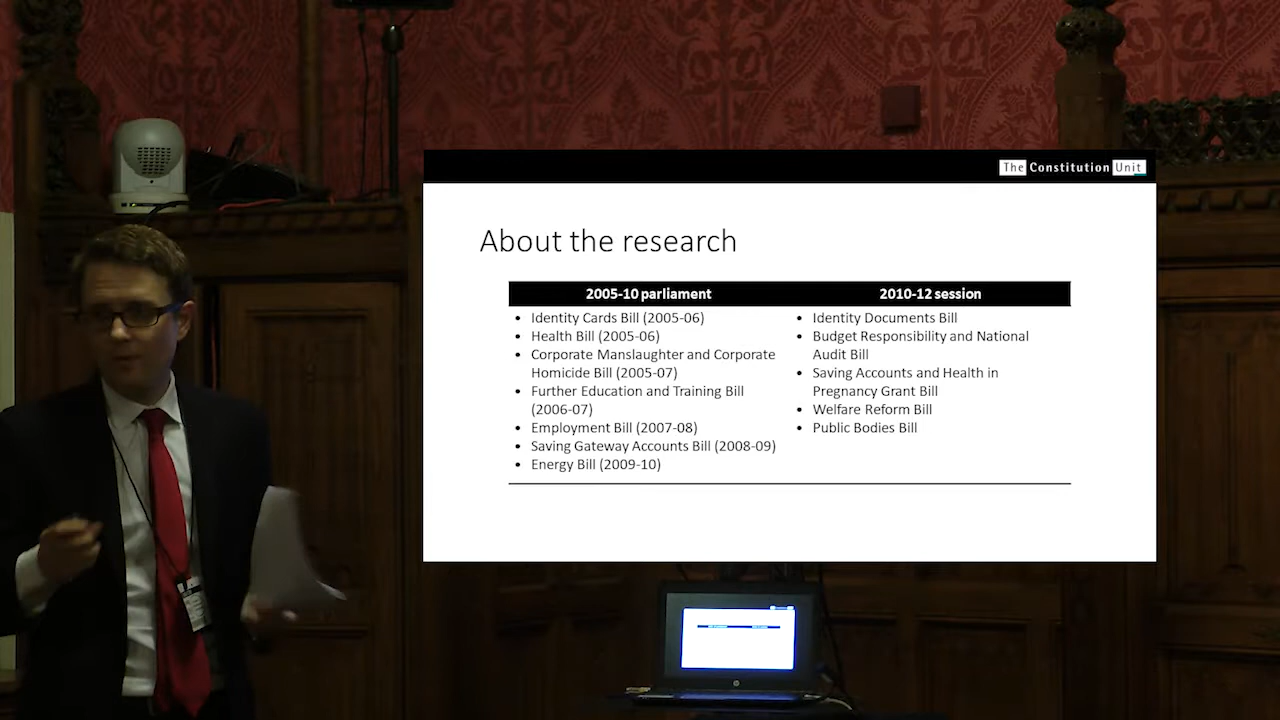 The Constitution Unit
About the research
2005-10 parliament
• Identity Cards Bill (2005-06)
• Health Bill (2005-06)
• Corporate Manslaughter and Corporate
Homicide Bill (2005-07)
• Further Education and Training Bill
(2006-07)
• Employment Bill (2007-08)
• Saving Gateway Accounts Bill (2008-09)
• Energy Bill (2009-10)
2010-12 session
• Identity Documents Bill
• Budget Responsibility and National
Audit Bill
• Saving Accounts and Health in
Pregnancy Grant Bill
• Welfare Reform Bill
• Public Bodies Bill